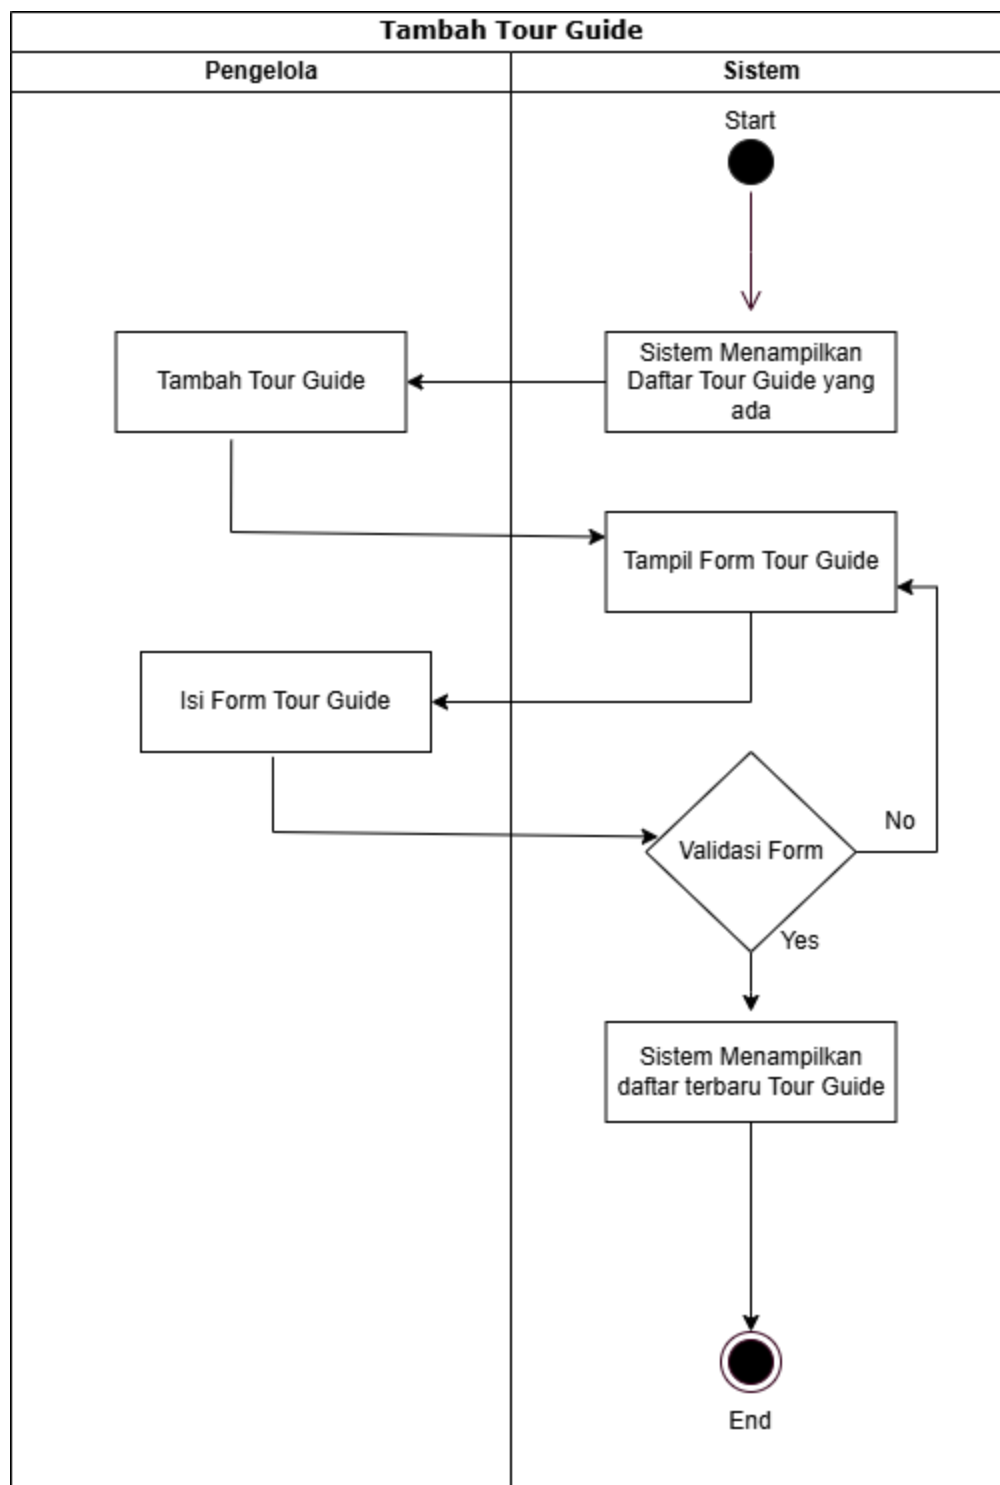 Tambah Tour Guide
Pengelola
Sistem
Start
Sistem Menampilkan
Daftar Tour Guide yang
ada
Tambah Tour Guide
Tampil Form Tour Guide
Isi Form Tour Guide
Validasi Form
No
Yes
Sistem Menampilkan
daftar terbaru Tour Guide
End